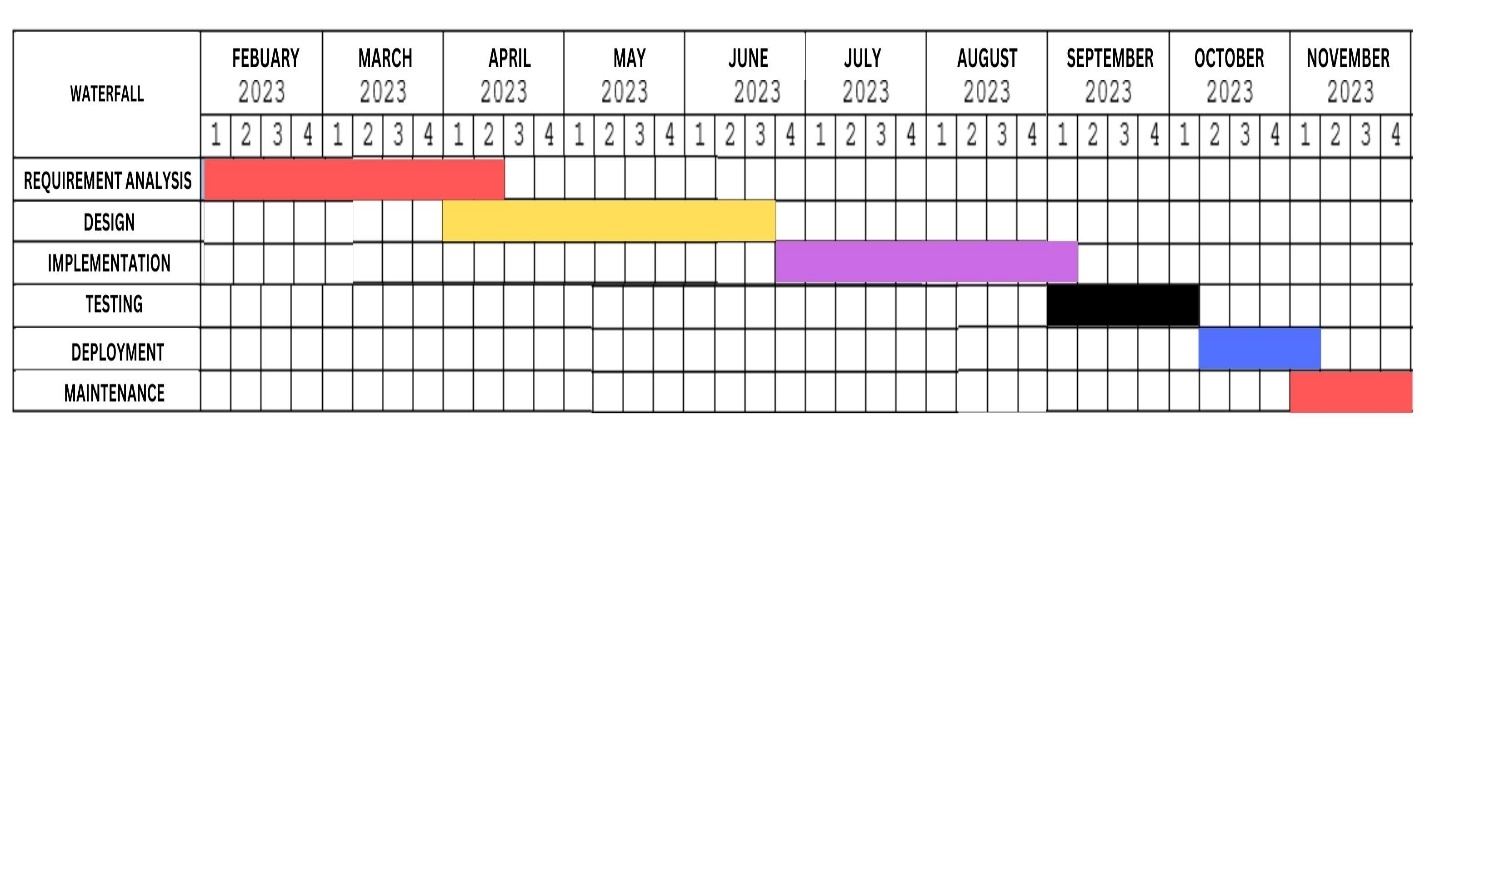 WATERFALL
FEBUARY MARCH APRIL MAY JUNE JULY AUGUST SEPTEMBER OCTOBER NOVEMBER
2023 2023 2023 2023 2023 2023 2023 2023 2023 2023
1 2 3 4 1 2 3 4 1 2 3 4 1 2 3 4 1 2 3 4 1 2 3 4 1 2 3 4 1 2 3 4 1 2 3 4 1 2 3 4
REQUIREMENT ANALYSIS
DESIGN
IMPLEMENTATION
TESTING
DEPLOYMENT
MAINTENANCE